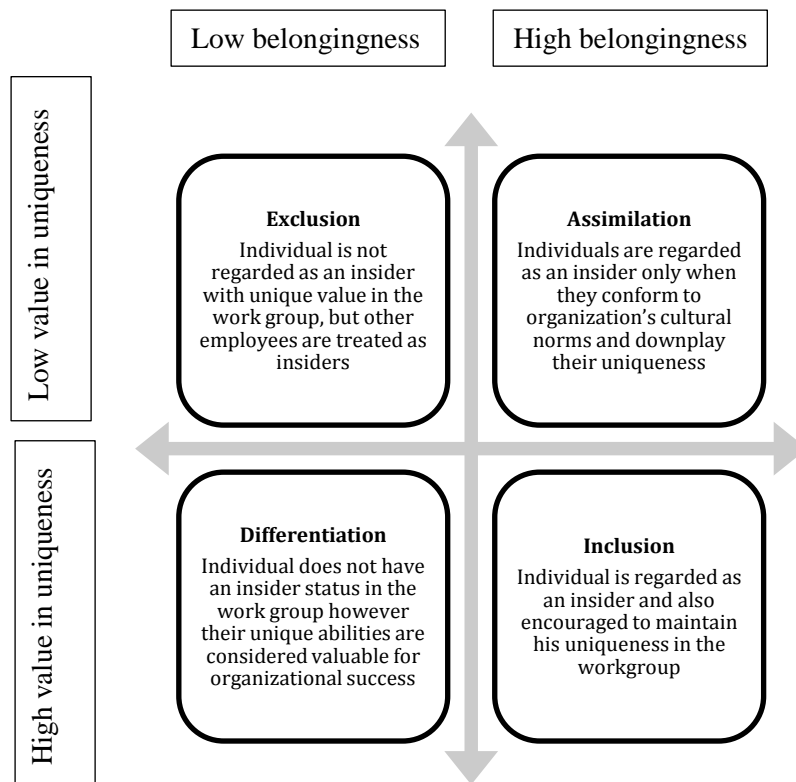 Low belongingness
High belongingness
Low value in uniqueness
Exclusion
Individual is not
regarded as an insider
with unique value in the
work group, but other
employees are treated as
insiders
Assimilation
Individuals are regarded
as an insider only when
they conform to
organization's cultural
norms and downplay
their uniqueness
High value in uniqueness
Differentiation
Individual does not have
an insider status in the
work group however
their unique abilities are
considered valuable for
organizational success
Inclusion
Individual is regarded as
an insider and also
encouraged to maintain
his uniqueness in the
workgroup